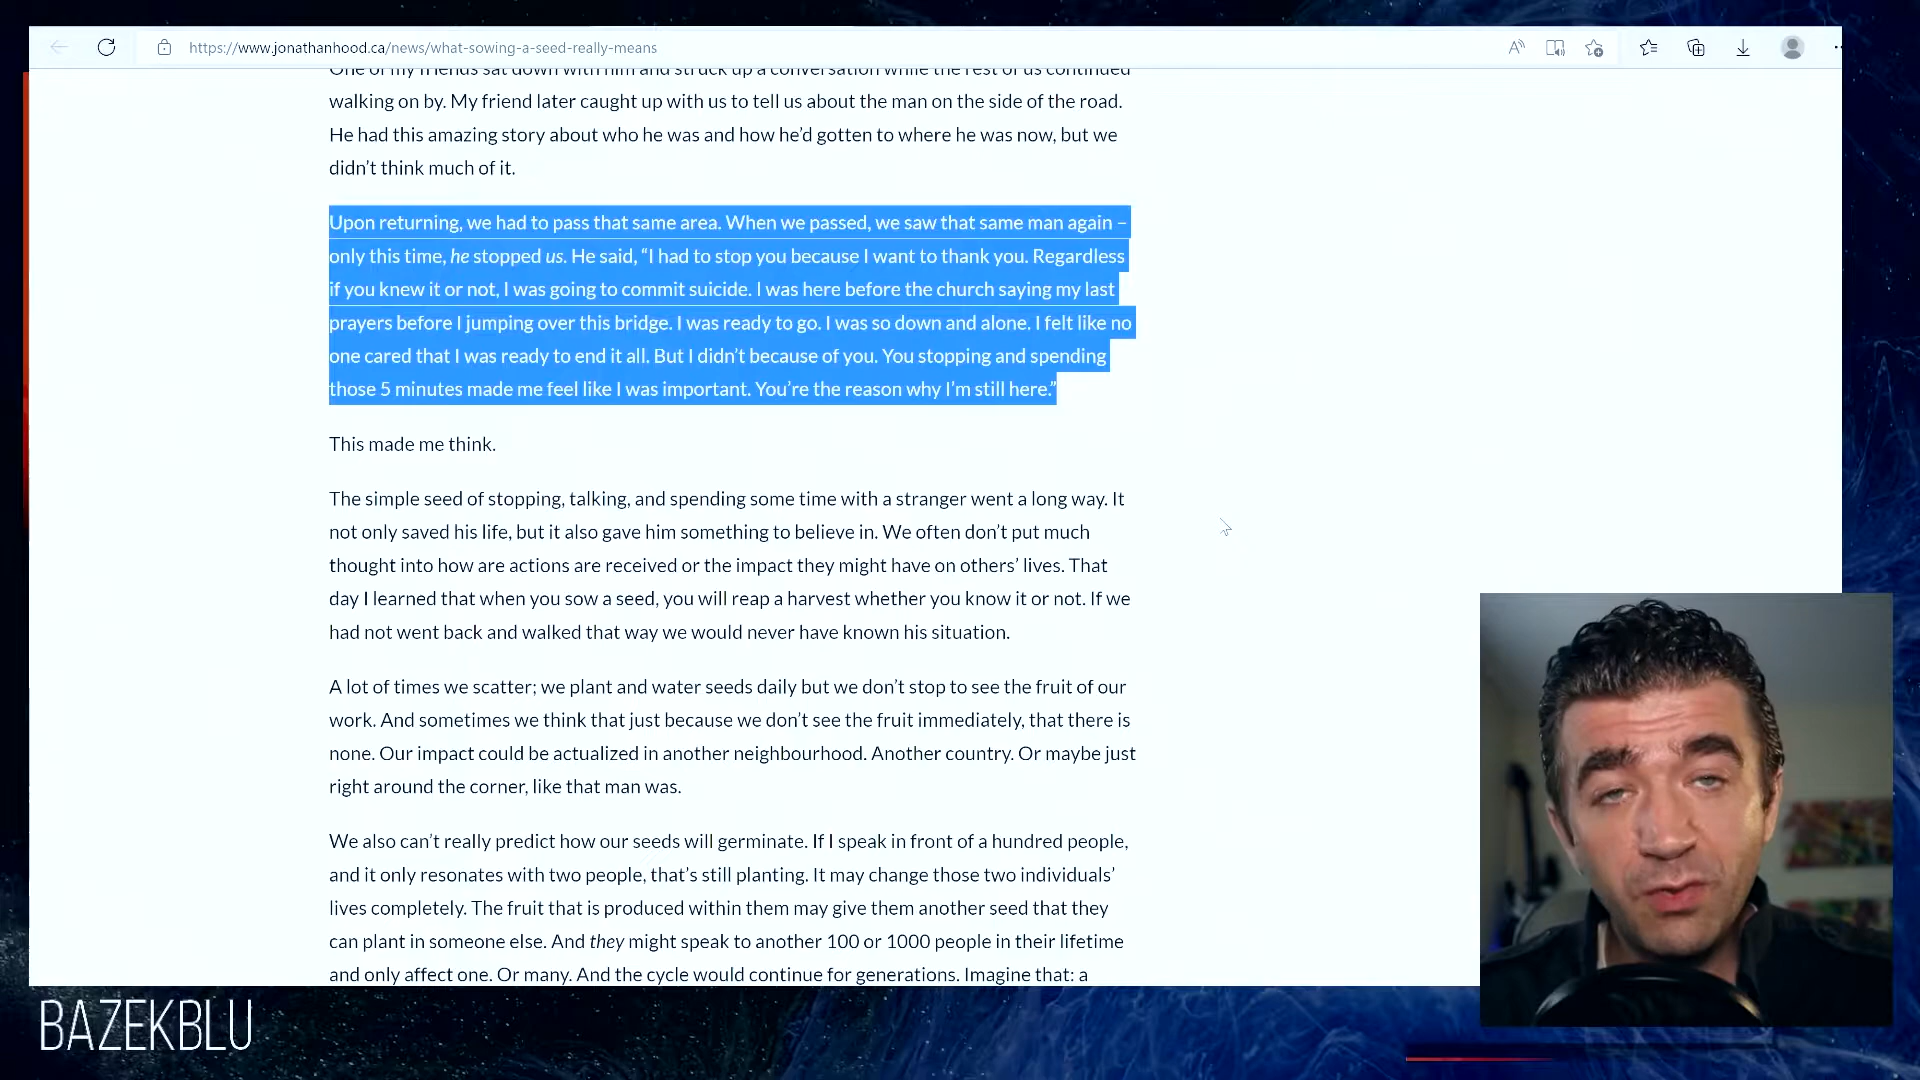 https://www.jonathanhood.ca/news/what-sowing-a-seed-really-means
One of my friends sat down with him and struck up a conversation while the rest of us continued
walking on by. My friend later caught up with us to tell us about the man on the side of the road.
He had this amazing story about who he was and how he’d gotten to where he was now, but we
didn’t think much of it.
Upon returning, we had to pass that same area. When we passed, we saw that same man again –
only this time, he stopped us. He said, “I had to stop you because I want to thank you. Regardless
if you knew it or not, I was going to commit suicide. I was here before the church saying my last
prayers before I jumping over this bridge. I was ready to go. I was so down and alone. I felt like no
one cared that I was ready to end it all. But I didn’t because of you. You stopping and spending
those 5 minutes made me feel like I was important. You’re the reason why I’m still here.”
This made me think.
The simple seed of stopping, talking, and spending some time with a stranger went a long way. It
not only saved his life, but it also gave him something to believe in. We often don’t put much
thought into how are actions are received or the impact they might have on others’ lives. That
day I learned that when you sow a seed, you will reap a harvest whether you know it or not. If we
had not went back and walked that way we would never have known his situation.
A lot of times we scatter; we plant and water seeds daily but we don’t stop to see the fruit of our
work. And sometimes we think that just because we don’t see the fruit immediately, that there is
none. Our impact could be actualized in another neighbourhood. Another country. Or maybe just
right around the corner, like that man was.
We also can’t really predict how our seeds will germinate. If I speak in front of a hundred people,
and it only resonates with two people, that’s still planting. It may change those two individuals’
lives completely. The fruit that is produced within them may give them another seed that they
can plant in someone else. And they might speak to another 100 or 1000 people in their lifetime
and only affect one. Or many. And the cycle would continue for generations. Imagine that: a
BAZEKBLU